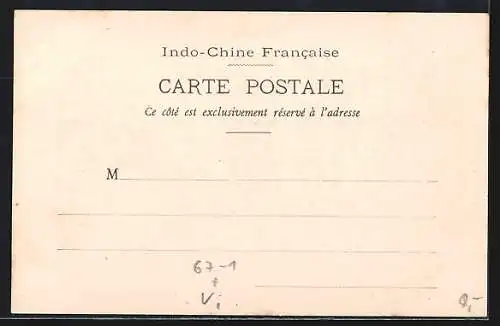 Indo-Chine Française
CARTE POSTALE
Ce côté est exclusivement réservé à l'adresse
M
67-1
+
Vi